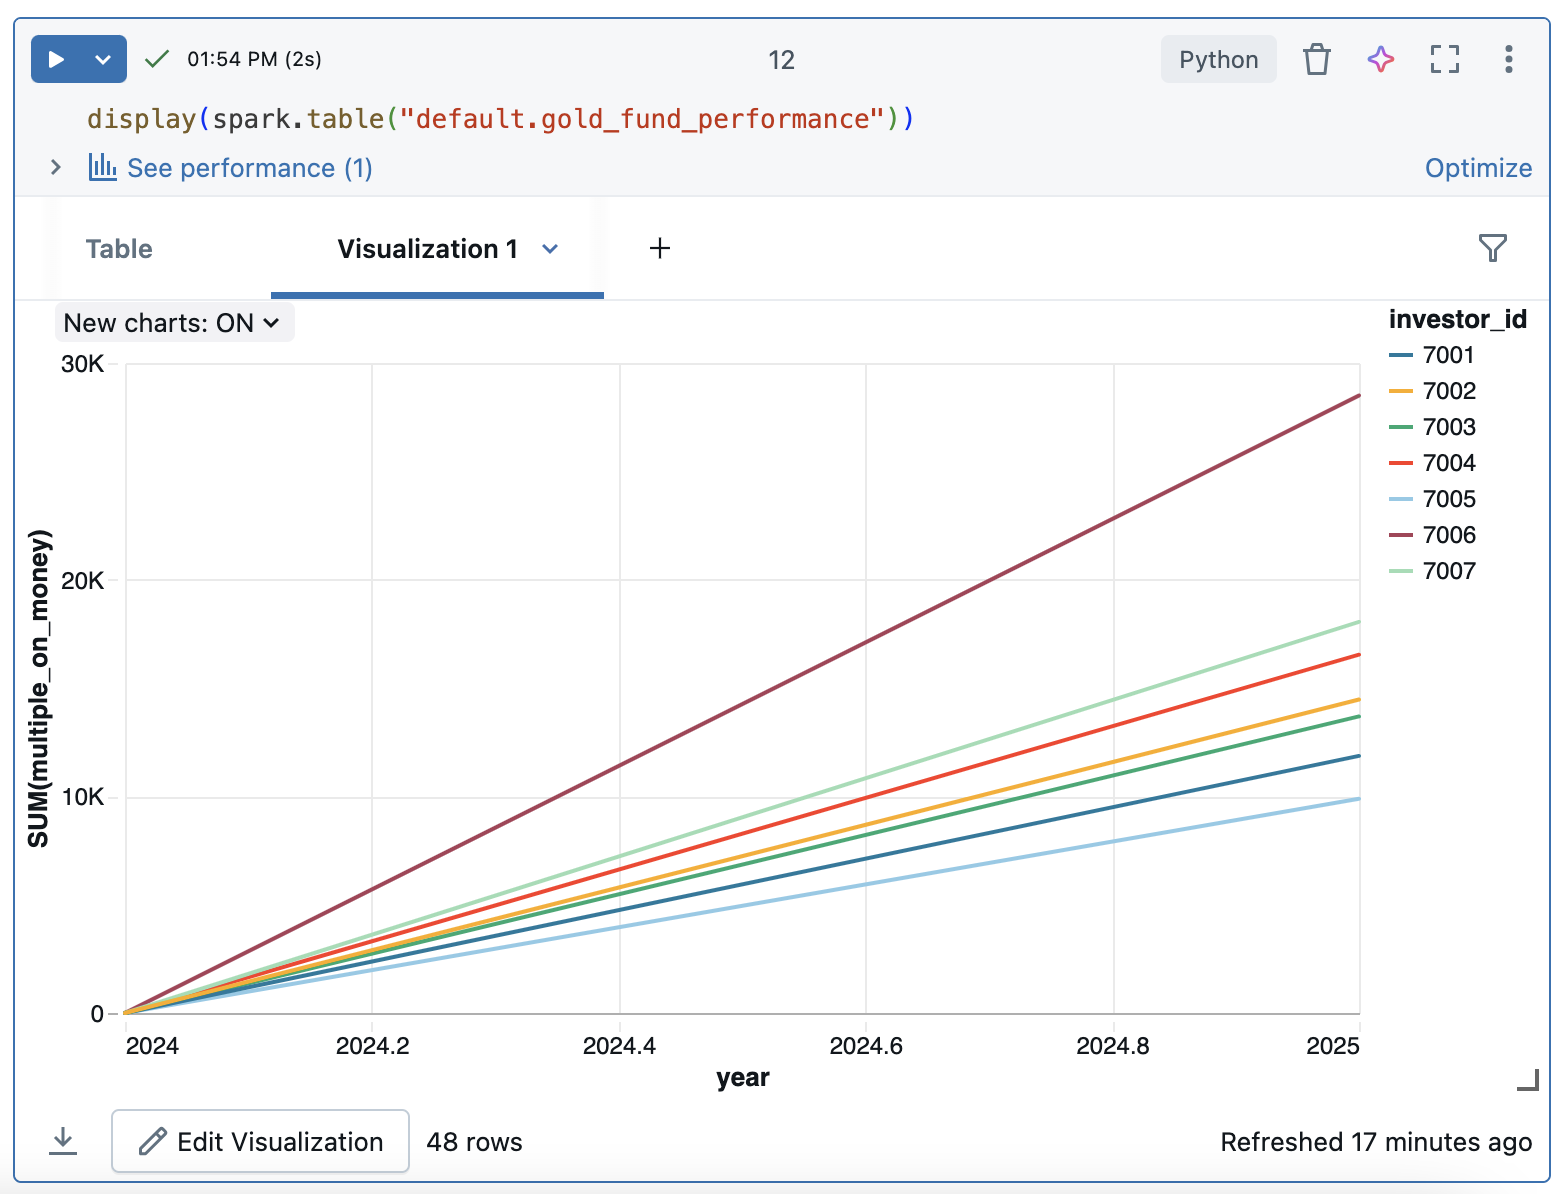 01:54 PM (2s)
12
Python
display(spark.table("default.gold_fund_performance"))
See performance (1)
Optimize
Table
Visualization 1
New charts: ON
investor_id
7001
7002
7003
7004
7005
7006
7007
30K
20K
10K
0
SUM(multiple_on_money)
2024
2024.2
2024.4
2024.6
2024.8
2025
year
Edit Visualization
48 rows
Refreshed 17 minutes ago